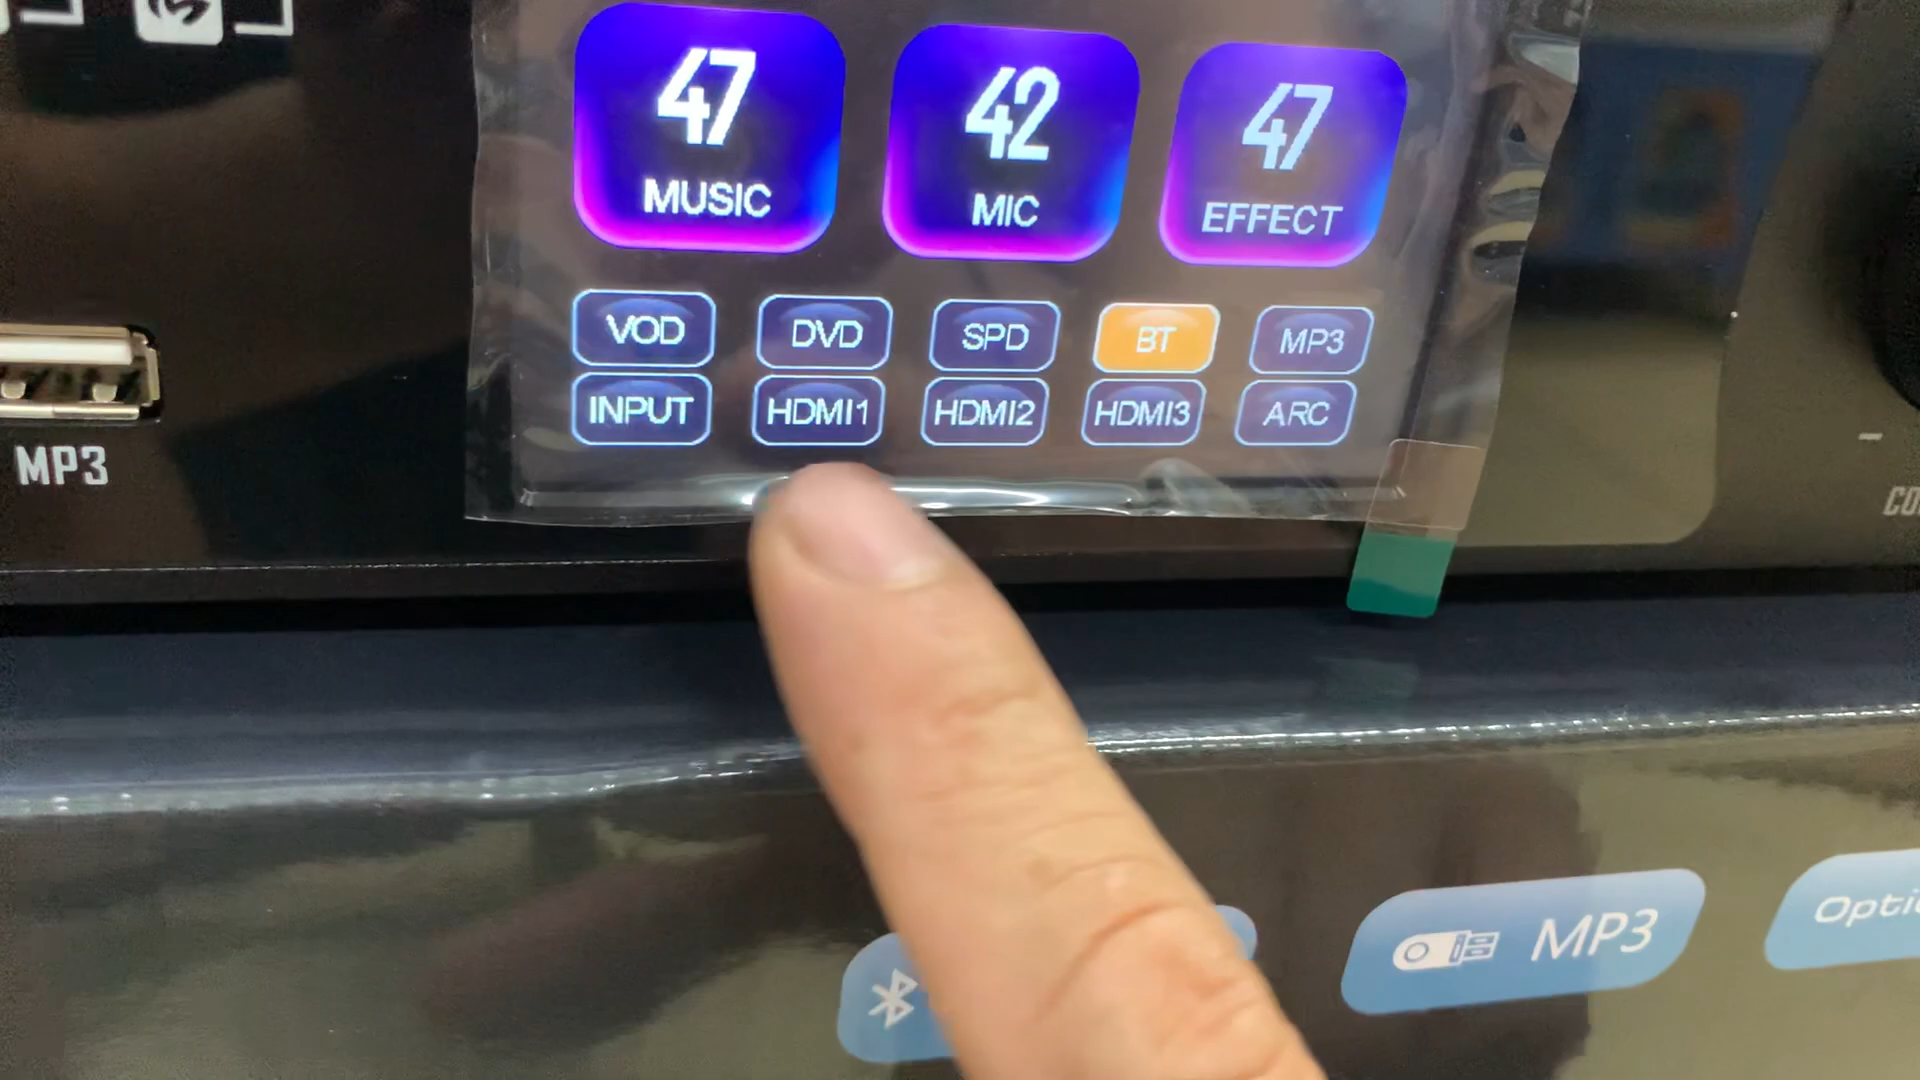 47 42 47
MUSIC MIC EFFECT
VOD DVD SPD BT MP3
INPUT HDMI1 HDMI2 HDMI3 ARC
MP3
MP3